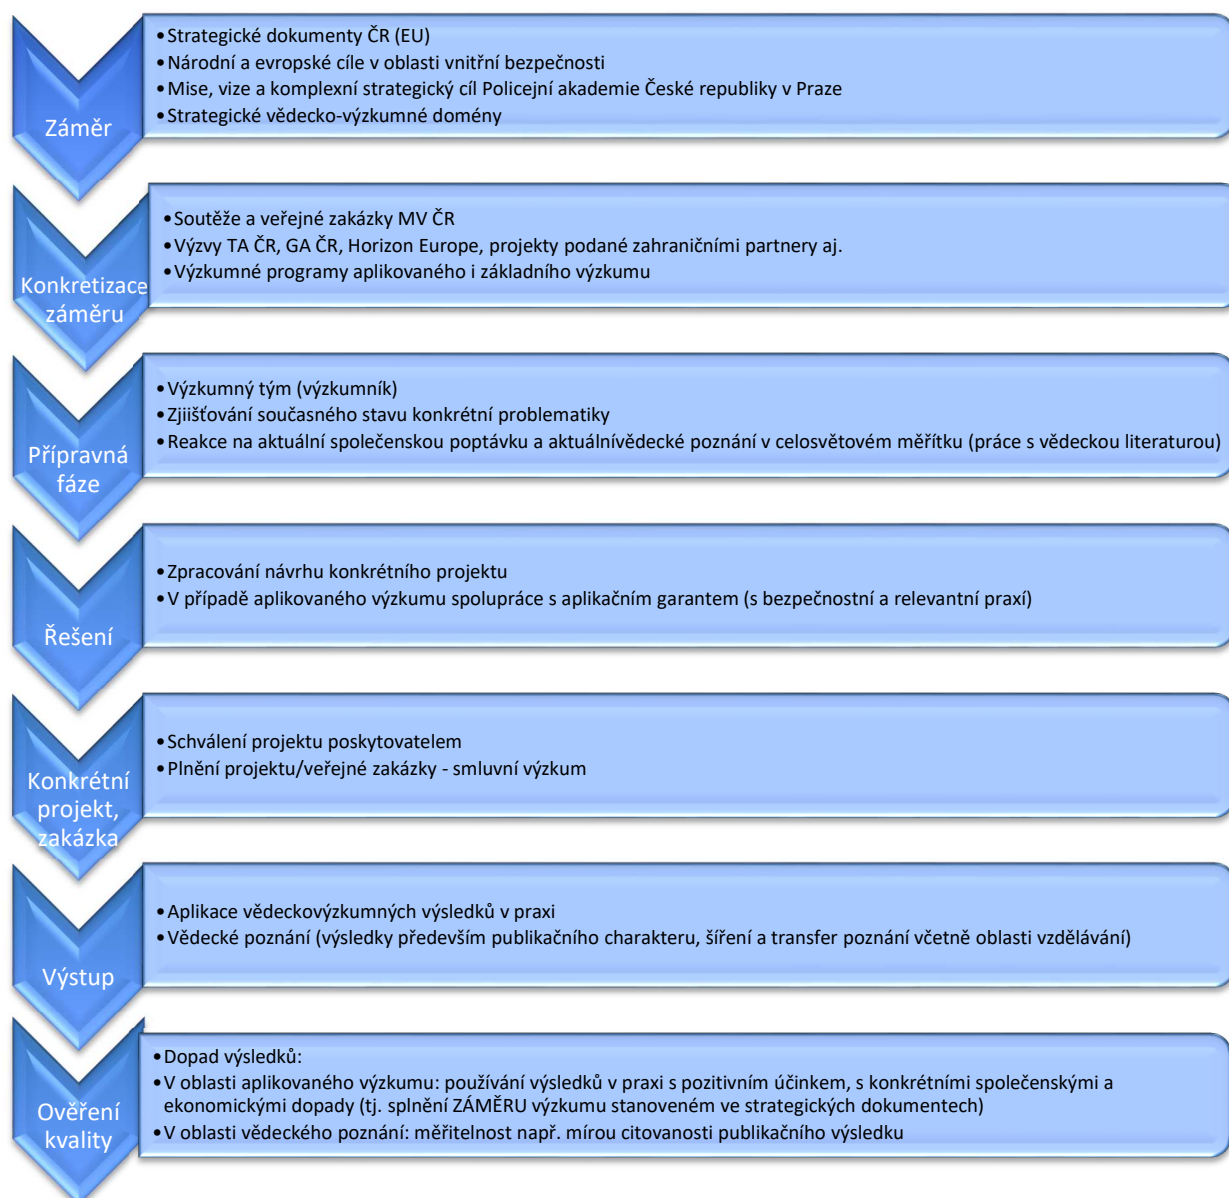 Záměr
•Strategické dokumenty ČR (EU)
•Národní a evropské cíle v oblasti vnitřní bezpečnosti
•Mise, vize a komplexní strategický cíl Policejní akademie České republiky v Praze
•Strategické vědecko-výzkumné domény
Konkretizace
záměru
•Soutěže a veřejné zakázky MV ČR
•Výzvy TA ČR, GA ČR, Horizon Europe, projekty podané zahraničními partnery aj.
•Výzkumné programy aplikovaného i základního výzkumu
Přípravná
fáze
•Výzkumný tým (výzkumník)
•Zjiišťování současného stavu konkrétní problematiky
•Reakce na aktuální společenskou poptávku a aktuálnívědecké poznání v celosvětovém měřítku (práce s vědeckou literaturou)
Řešení
•Zpracování návrhu konkrétního projektu
•V případě aplikovaného výzkumu spolupráce s aplikačním garantem (s bezpečnostní a relevantní praxí)
Konkrétní
projekt,
zakázka
•Schválení projektu poskytovatelem
•Plnění projektu/veřejné zakázky - smluvní výzkum
Výstup
•Aplikace vědeckovýzkumných výsledků v praxi
•Vědecké poznání (výsledky především publikačního charakteru, šíření a transfer poznání včetně oblasti vzdělávání)
Ověření
kvality
•Dopad výsledků:
•V oblasti aplikovaného výzkumu: používání výsledků v praxi s pozitivním účinkem, s konkrétními společenskými a
ekonomickými dopady (tj. splnění ZÁMĚRU výzkumu stanoveném ve strategických dokumentech)
•V oblasti vědeckého poznání: měřitelnost např. mírou citovanosti publikačního výsledku